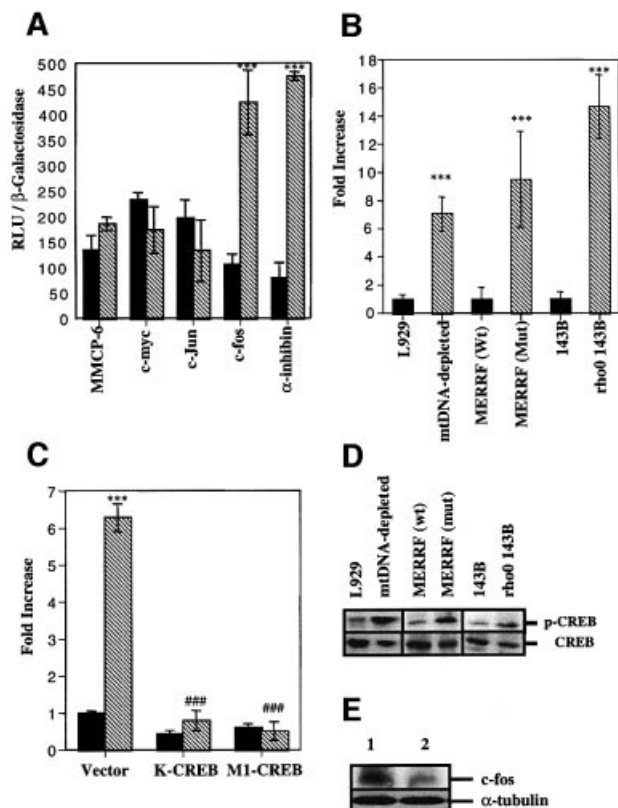 A
RLU / β-Galactosidase
500
450
400
350
300
250
200
150
100
50
0
***
***
MMCP-6
c-myc
c-Jun
c-fos
α-inhibin
B
Fold Increase
18
16
14
12
10
8
6
4
2
0
***
***
***
L929
mtDNA-depleted
MERRF (Wt)
MERRF (Mut)
143B
rho0 143B
C
Fold Increase
7
6
5
4
3
2
1
0
***
###
###
Vector
K-CREB
M1-CREB
D
L929
mtDNA-depleted
MERRF (wt)
MERRF (mut)
143B
rho0 143B
p-CREB
CREB
E
1 2
c-fos
α-tubulin